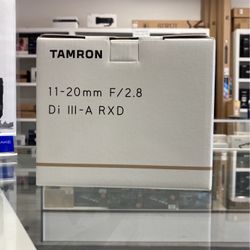 TAMRON
11-20mm F/2.8
Di III-A RXD